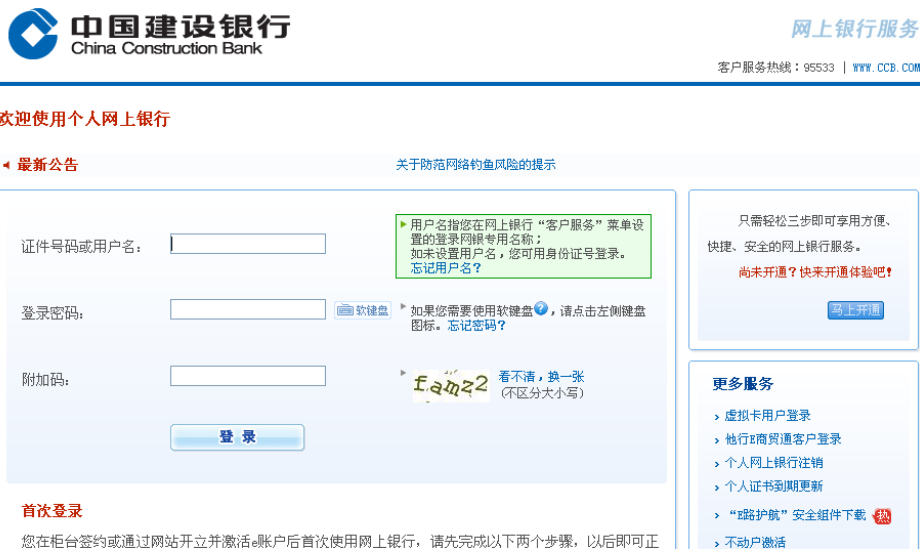 中国建设银行
China Construction Bank
网上银行服务
客户服务热线：95533 | WWW.CCB.COM
欢迎使用个人网上银行
最新公告
关于防范网络钓鱼风险的提示
证件号码或用户名：
用户名指您在网上银行“客户服务”菜单设
置的登录网银专用名称；
如未设置用户名，您可用身份证号登录。
忘记用户名？
登录密码：
软键盘
如果您需要使用软键盘?，请点击左侧键盘
图标。忘记密码？
附加码：
famz2
看不清，换一张
（不区分大小写）
登 录
首次登录
您在柜台签约或通过网站开立并激活e账户后首次使用网上银行，请先完成以下两个步骤，以后即可正
只需轻松三步即可享用方便、
快捷、安全的网上银行服务。
尚未开通？快来开通体验吧！
马上开通
更多服务
虚拟卡用户登录
他行E商贸通客户登录
个人网上银行注销
个人证书到期更新
“E路护航”安全组件下载 热
不动户激活